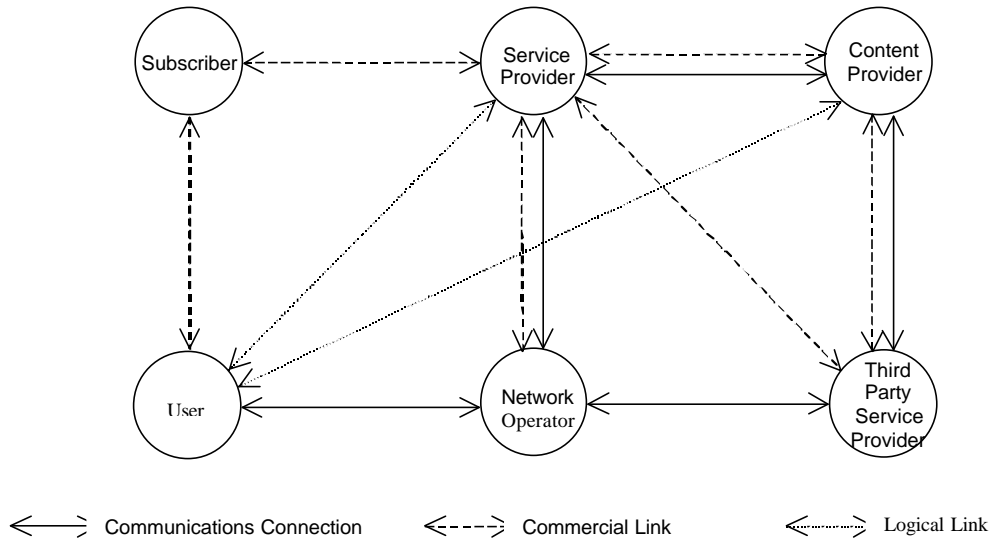 Subscriber
Service
Provider
Content
Provider
User
Network
Operator
Third
Party
Service
Provider
Communications Connection
Commercial Link
Logical Link